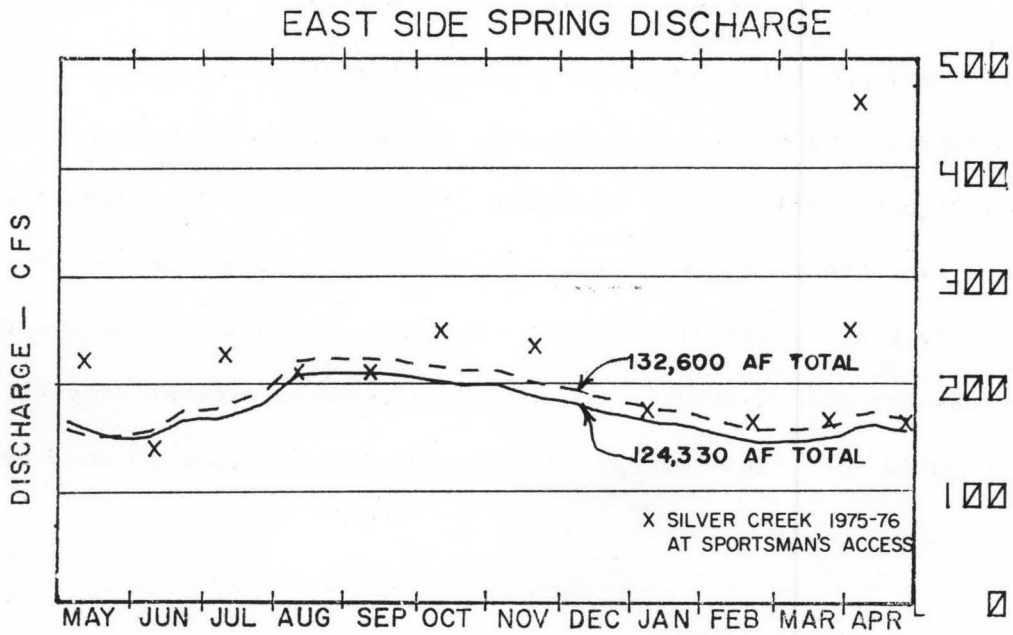 EAST SIDE SPRING DISCHARGE
500
400
300
200
100
0
DISCHARGE — CFS
132,600 AF TOTAL
124,330 AF TOTAL
X SILVER CREEK 1975-76
AT SPORTSMAN'S ACCESS
MAY JUN JUL AUG SEP OCT NOV DEC JAN FEB MAR APR